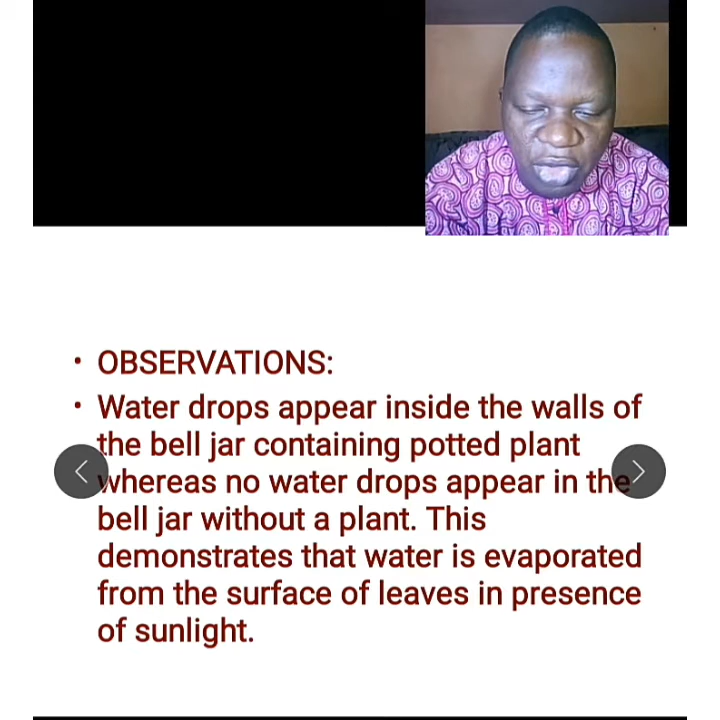 • OBSERVATIONS:
• Water drops appear inside the walls of
the bell jar containing potted plant
whereas no water drops appear in the
bell jar without a plant. This
demonstrates that water is evaporated
from the surface of leaves in presence
of sunlight.